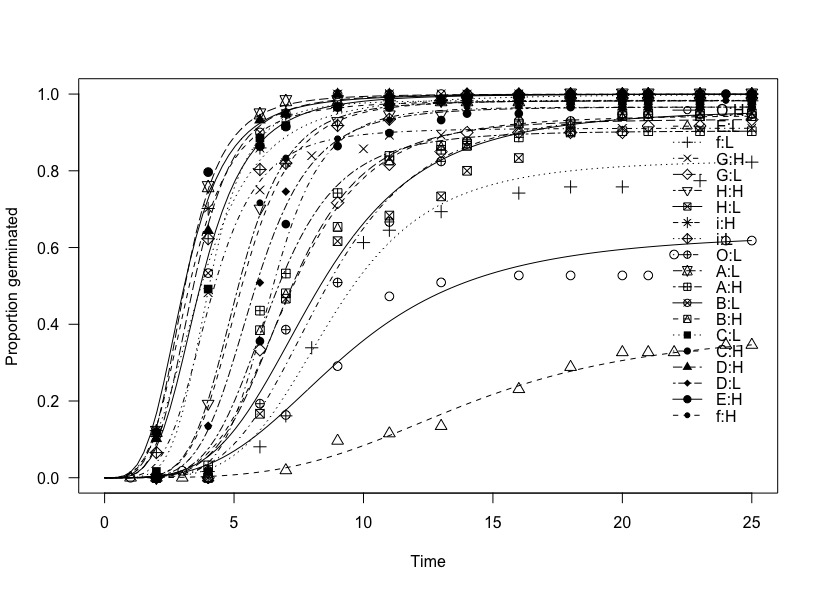 Proportion germinated
1.0
0.8
0.6
0.4
0.2
0.0
0
5
10
15
20
25
Time
O:H
F:L
f:L
G:H
G:L
H:H
H:L
i:H
i:L
O:L
A:L
A:H
B:L
B:H
C:L
C:H
D:H
D:L
E:H
f:H